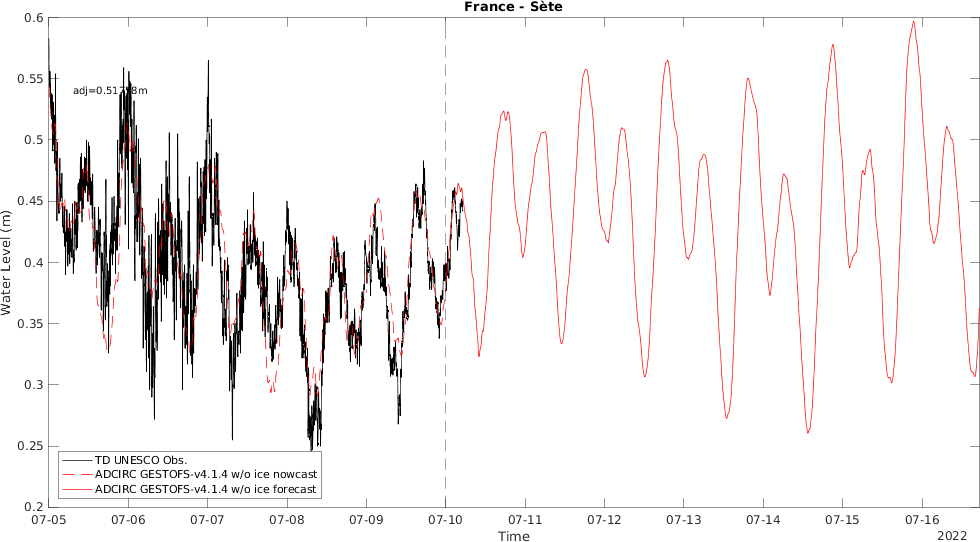 France - Sète
0.6
0.55
0.5
0.45
0.4
0.35
0.3
0.25
0.2
Water Level (m)
TD UNESCO Obs.
ADCIRC GESTOFS-v4.1.4 w/o ice nowcast
ADCIRC GESTOFS-v4.1.4 w/o ice forecast
07-05 07-06 07-07 07-08 07-09 07-10 07-11 07-12 07-13 07-14 07-15 07-16
Time
2022